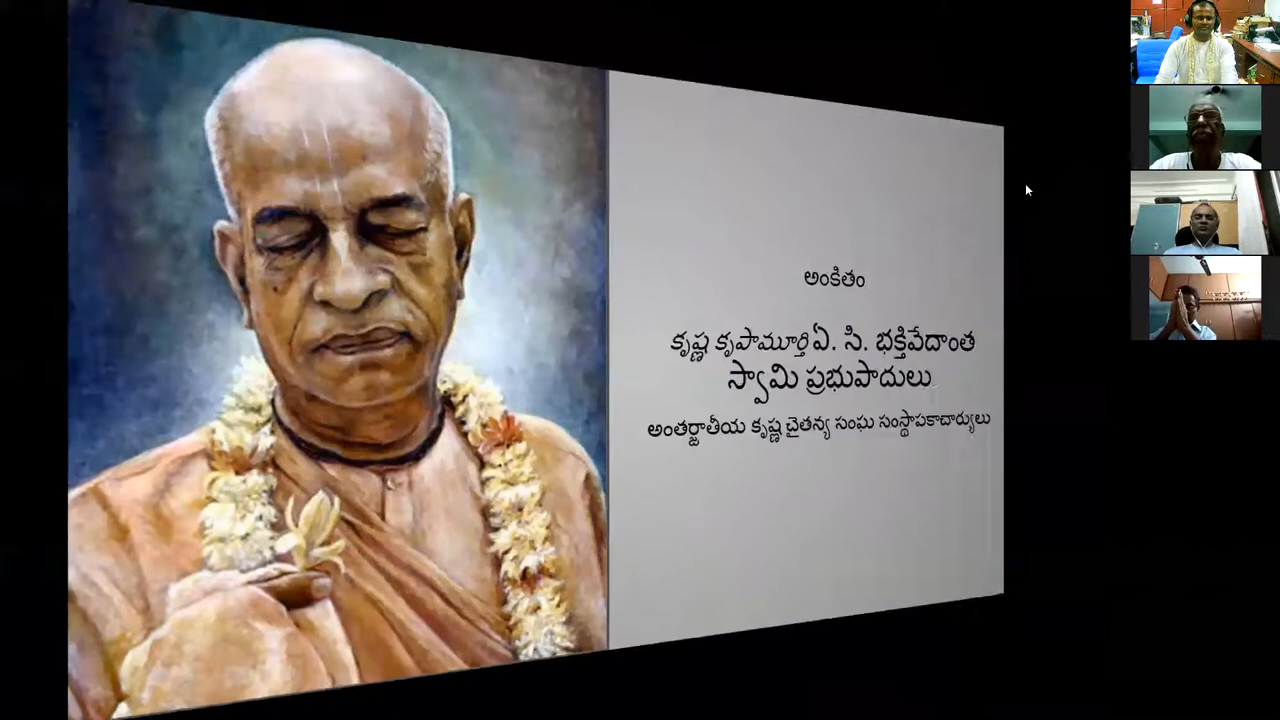 అంకితం
కృష్ణ కృపామూర్తి ఏ. సి. భక్తివేదాంత
స్వామి ప్రభుపాదులు
అంతర్జాతీయ కృష్ణ చైతన్య సంఘ సంస్థాపకాచార్యులు